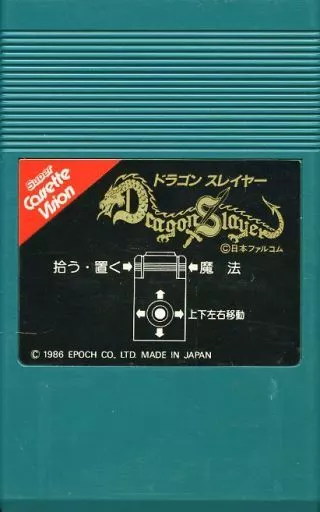 Super
Cassette
Vision
ドラゴン スレイヤー
Dragon Slayer
©日本ファルコム
拾う・置く
魔法
上下左右移動
© 1986 EPOCH CO., LTD. MADE IN JAPAN